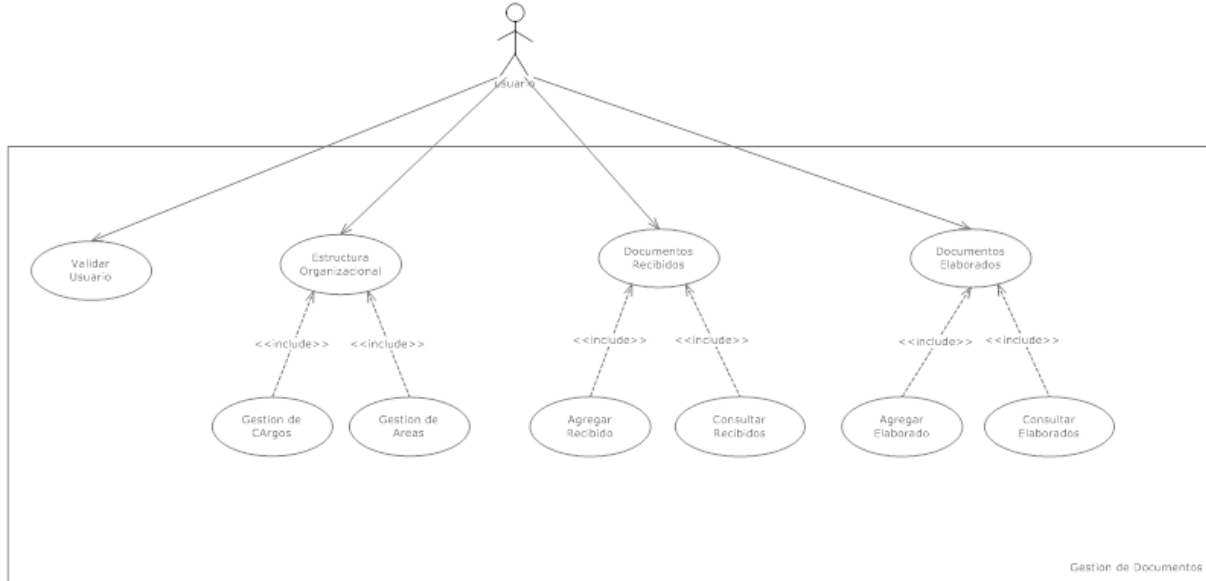 usuario
Validar
Usuario
Estructura
Organizacional
Documentos
Recibidos
Documentos
Elaborados
<<include>>
<<include>>
<<include>>
<<include>>
<<include>>
<<include>>
Gestion de
CArgos
Gestion de
Areas
Agregar
Recibido
Consultar
Recibidos
Agregar
Elaborado
Consultar
Elaborados
Gestion de Documentos